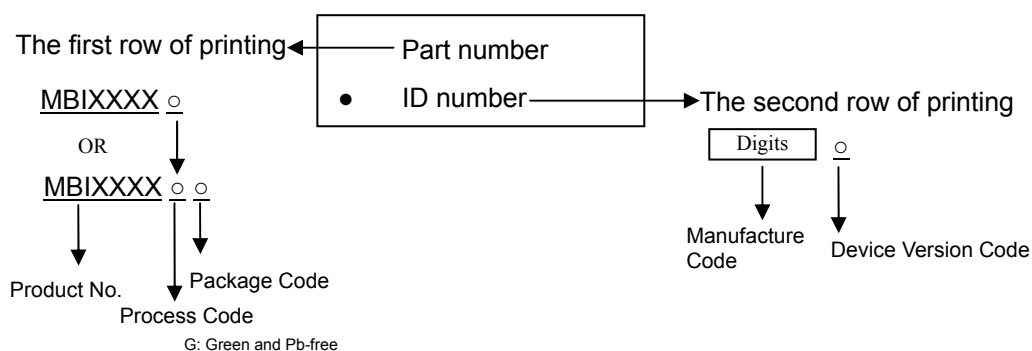 The first row of printing
Part number
● ID number
The second row of printing
MBIXXXX ○
OR
MBIXXXX ○ ○
Product No.
Process Code
G: Green and Pb-free
Package Code
Digits ○
Manufacture
Code
Device Version Code